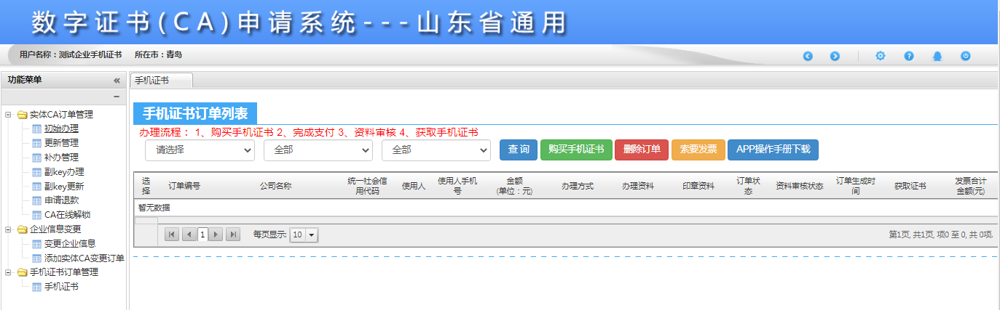 数字证书(CA)申请系统---山东省通用
用户名称：测试企业手机证书 所在市：青岛
功能菜单
手机证书
实体CA订单管理
初始办理
更新管理
补办管理
副key办理
副key更新
申请退款
CA在线解锁
企业信息变更
变更企业信息
添加实体CA变更订单
手机证书订单管理
手机证书
手机证书订单列表
办理流程： 1、购买手机证书 2、完成支付 3、资料审核 4、获取手机证书
请选择 全部 全部 查 询 购买手机证书 删除订单 索要发票 APP操作手册下载
选择 订单编号 公司名称 统一社会信用代码 使用人 使用人手机号 金额(单位：元) 办理方式 办理资料 印章资料 订单状态 资料审核状态 订单生成时间 获取证书 发票合计金额(元)
暂无数据
1 每页显示: 10 第1页, 共1页, 项0 至 0, 共 0项.